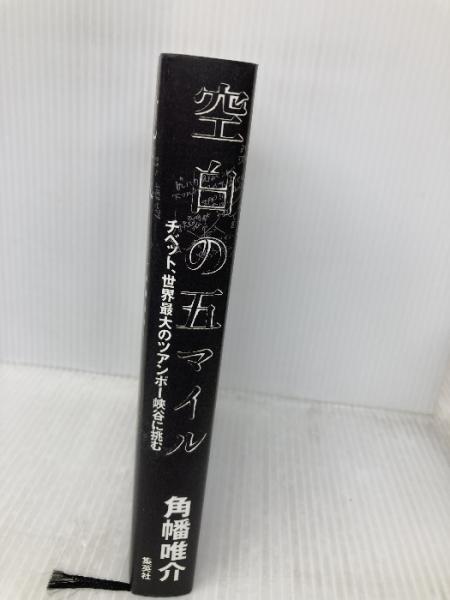 空白の五マイル
チベット、世界最大のツアンポー峡谷に挑む
角幡唯介
集英社